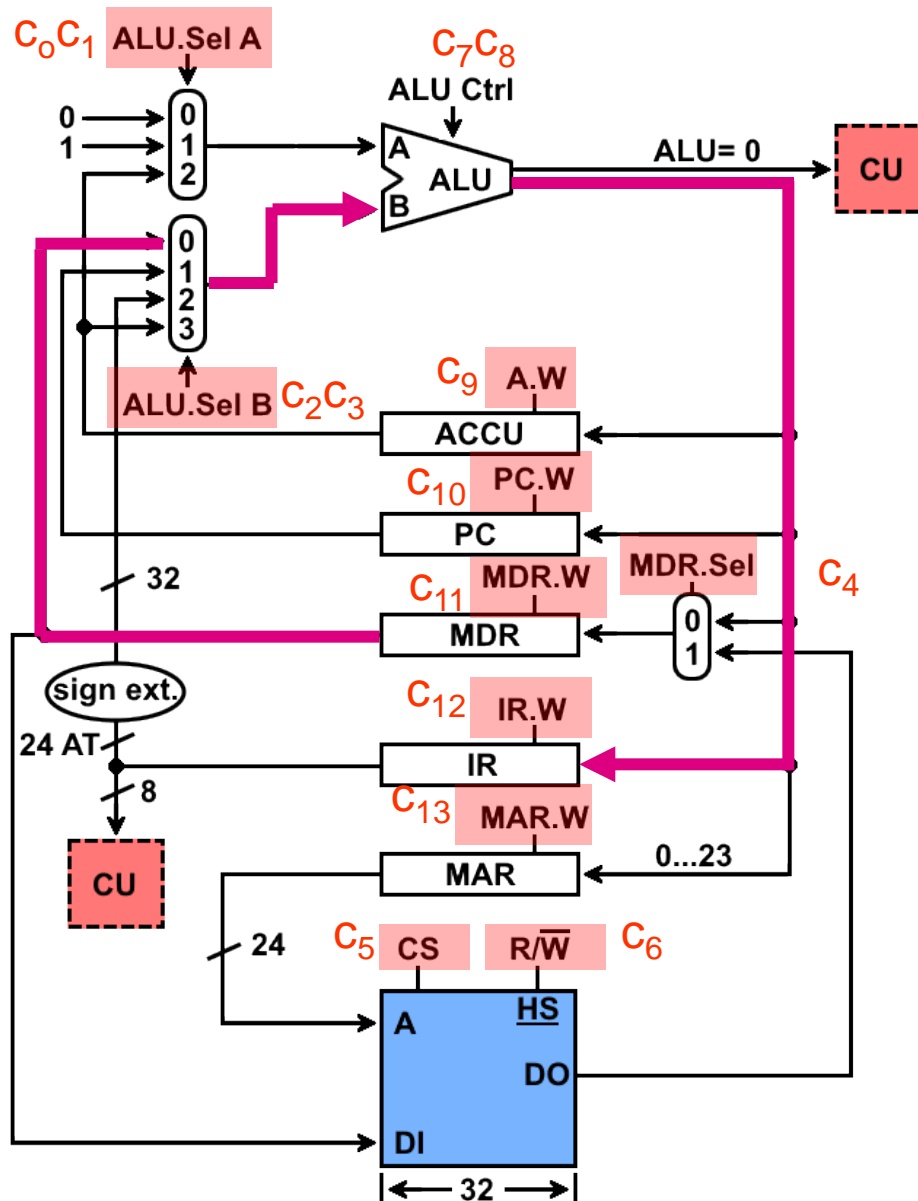 C₀C₁ ALU.Sel A
C₇C₈
ALU Ctrl
0
1
0
1
2
A
B
ALU
ALU= 0
CU
0
1
2
3
ALU.Sel B C₂C₃
C₉ A.W
ACCU
C₁₀ PC.W
PC
32
C₁₁ MDR.W
MDR
MDR.Sel C₄
0
1
sign ext.
24 AT
8
CU
C₁₂ IR.W
IR
C₁₃ MAR.W
MAR
0...23
24
C₅ CS
R/W̅ C₆
HS
A
DO
DI
32